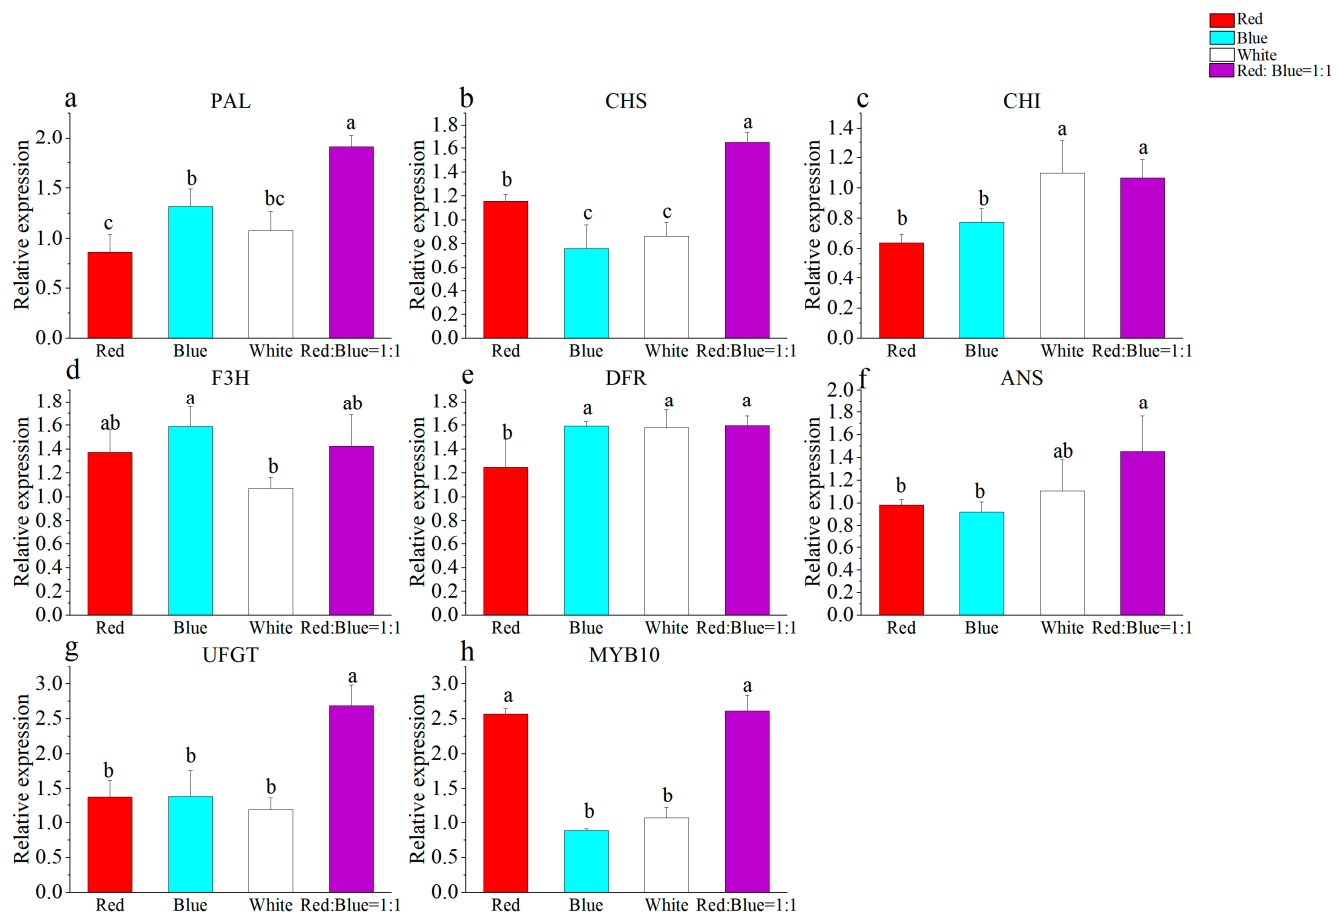 Red
Blue
White
Red: Blue=1:1
a
PAL
Relative expression
2.0
1.5
1.0
0.5
0.0
c
b
bc
a
Red
Blue
White
Red:Blue=1:1
b
CHS
Relative expression
1.8
1.6
1.4
1.2
1.0
0.8
0.6
0.4
0.2
0.0
b
c
c
a
Red
Blue
White
Red:Blue=1:1
c
CHI
Relative expression
1.4
1.2
1.0
0.8
0.6
0.4
0.2
0.0
b
b
a
a
Red
Blue
White
Red:Blue=1:1
d
F3H
Relative expression
1.8
1.6
1.4
1.2
1.0
0.8
0.6
0.4
0.2
0.0
ab
a
b
ab
Red
Blue
White
Red:Blue=1:1
e
DFR
Relative expression
1.8
1.6
1.4
1.2
1.0
0.8
0.6
0.4
0.2
0.0
b
a
a
a
Red
Blue
White
Red:Blue=1:1
f
ANS
Relative expression
2.0
1.8
1.6
1.4
1.2
1.0
0.8
0.6
0.4
0.2
0.0
b
b
ab
a
Red
Blue
White
Red:Blue=1:1
g
UFGT
Relative expression
3.0
2.5
2.0
1.5
1.0
0.5
0.0
b
b
b
a
Red
Blue
White
Red:Blue=1:1
h
MYB10
Relative expression
3.0
2.5
2.0
1.5
1.0
0.5
0.0
a
b
b
a
Red
Blue
White
Red:Blue=1:1